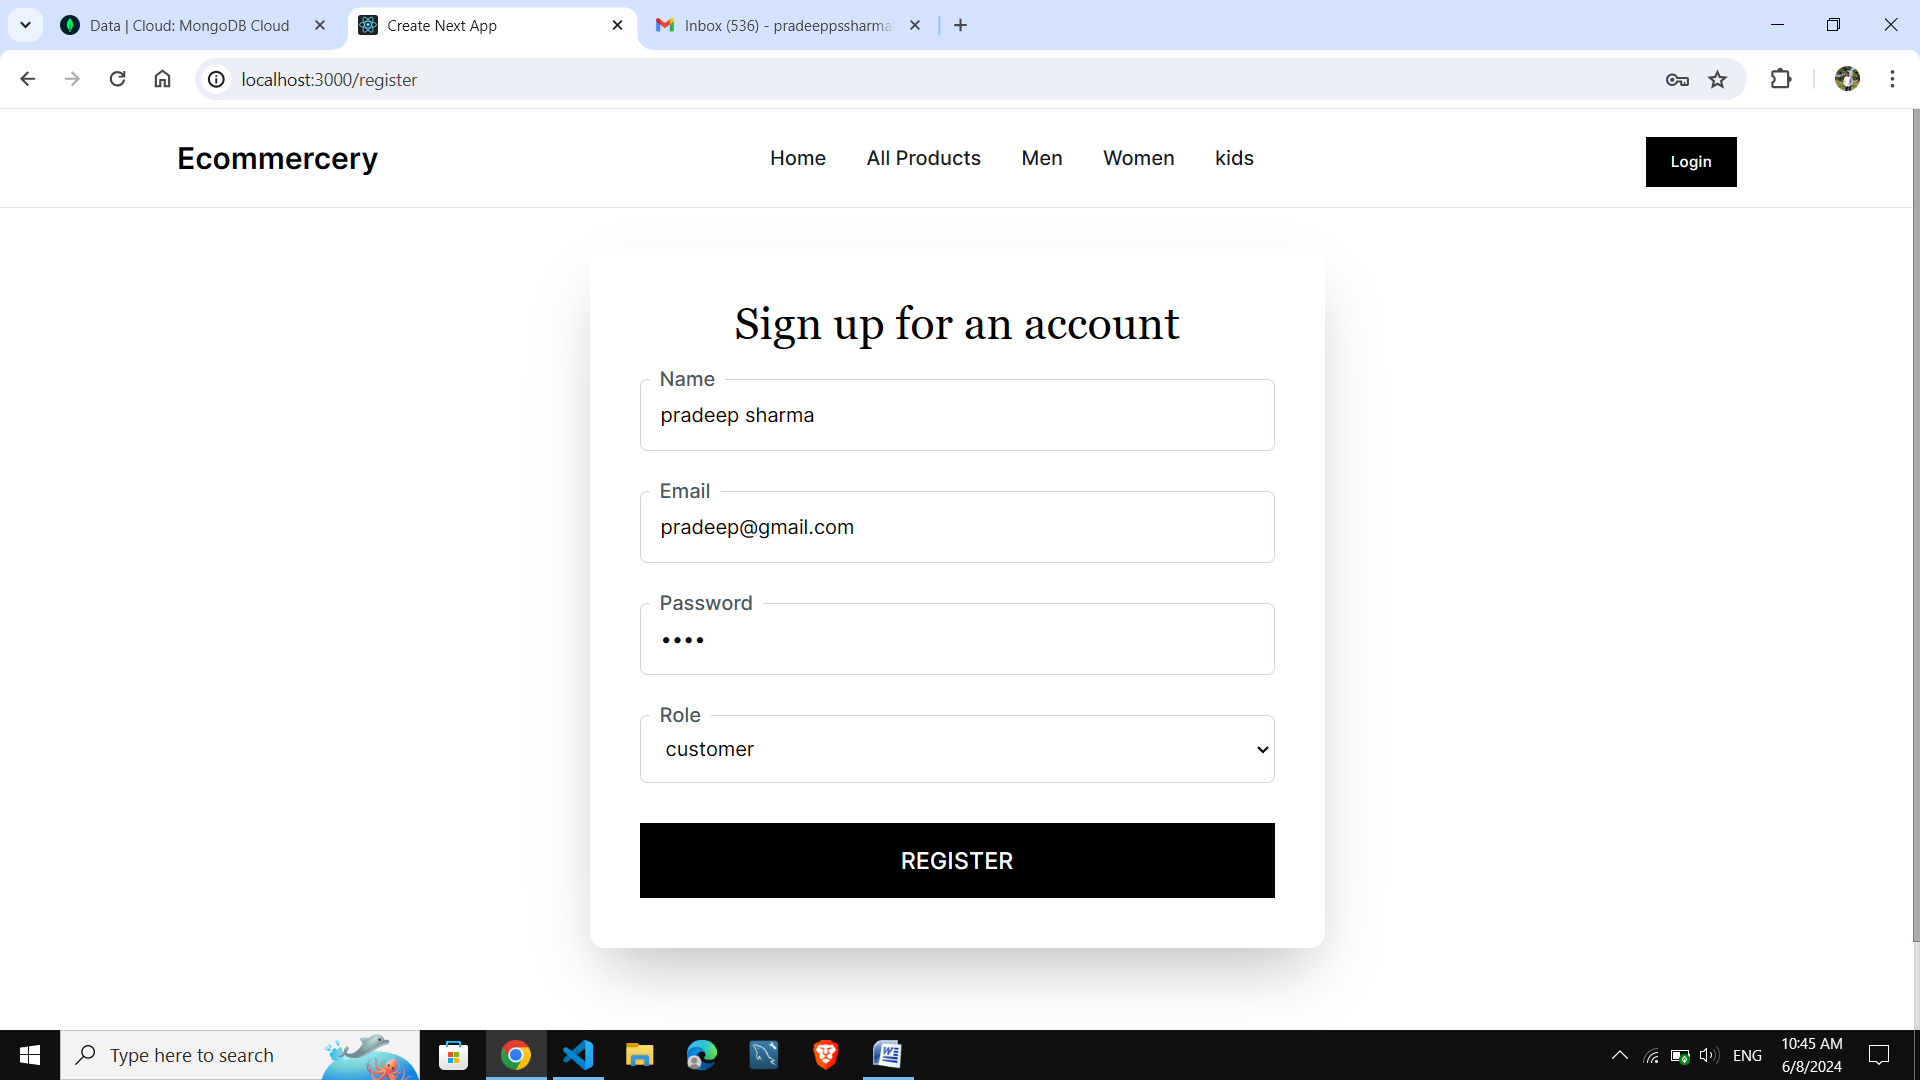 Data | Cloud: MongoDB Cloud
Create Next App
Inbox (536) - pradeeppssharma
localhost:3000/register
Ecommercery
Home All Products Men Women kids
Login
Sign up for an account
Name
pradeep sharma
Email
pradeep@gmail.com
Password
••••
Role
customer
REGISTER
Type here to search
ENG
10:45 AM
6/8/2024